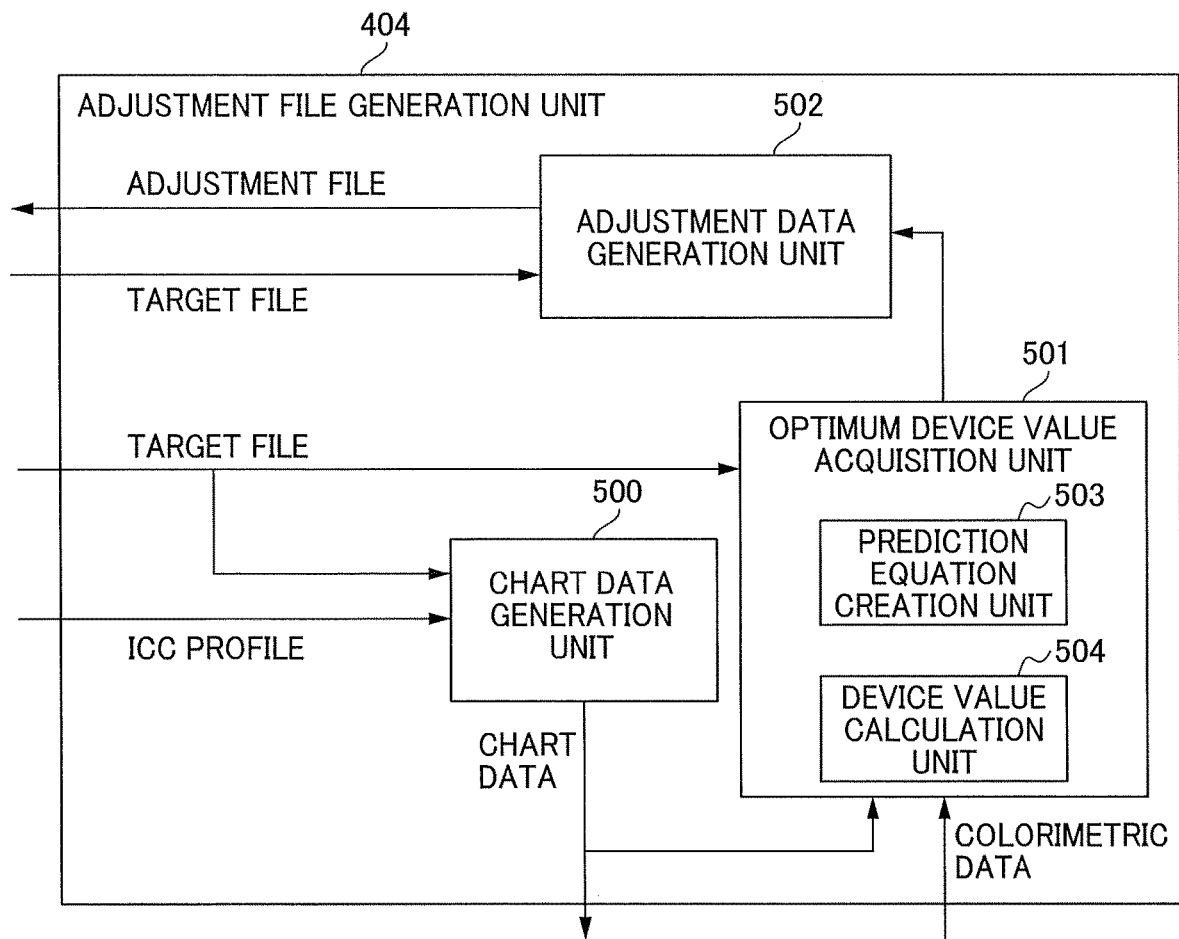 404
ADJUSTMENT FILE GENERATION UNIT
502
ADJUSTMENT FILE
ADJUSTMENT DATA
GENERATION UNIT
TARGET FILE
501
TARGET FILE
OPTIMUM DEVICE VALUE
ACQUISITION UNIT
500
503
CHART DATA
GENERATION
UNIT
PREDICTION
EQUATION
CREATION UNIT
ICC PROFILE
504
DEVICE VALUE
CALCULATION
UNIT
CHART
DATA
COLORIMETRIC
DATA